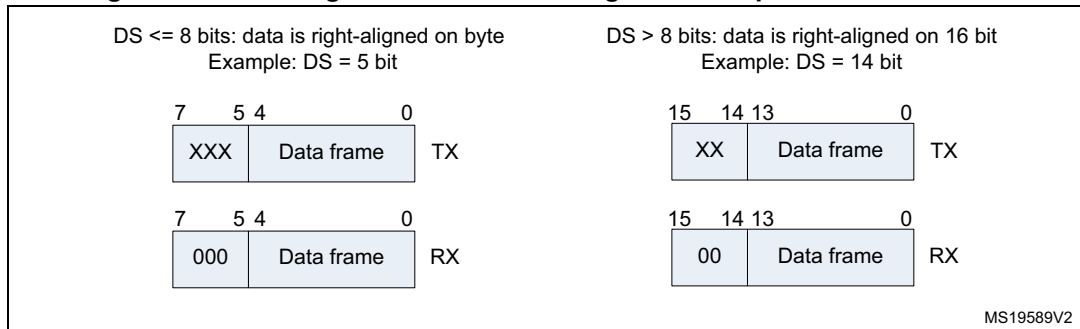 DS <= 8 bits: data is right-aligned on byte
Example: DS = 5 bit
7 5 4 0
XXX Data frame TX
7 5 4 0
000 Data frame RX
DS > 8 bits: data is right-aligned on 16 bit
Example: DS = 14 bit
15 14 13 0
XX Data frame TX
15 14 13 0
00 Data frame RX
MS19589V2